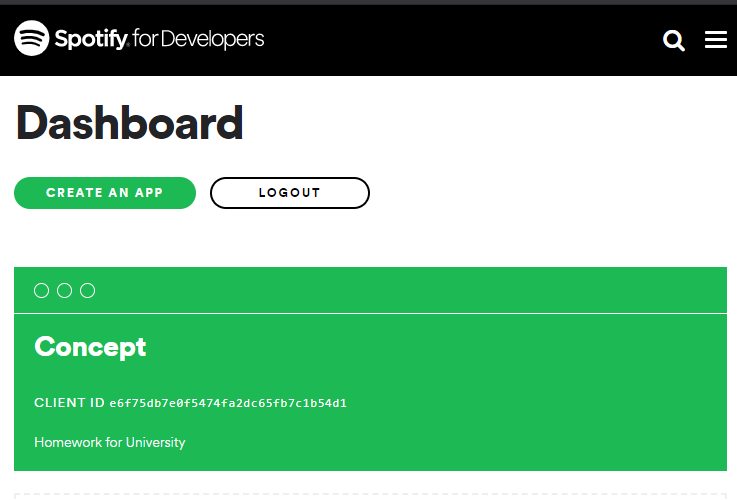 Spotify® for Developers
Dashboard
CREATE AN APP
LOGOUT
Concept
CLIENT ID e6f75db7e0f5474fa2dc65fb7c1b54d1
Homework for University